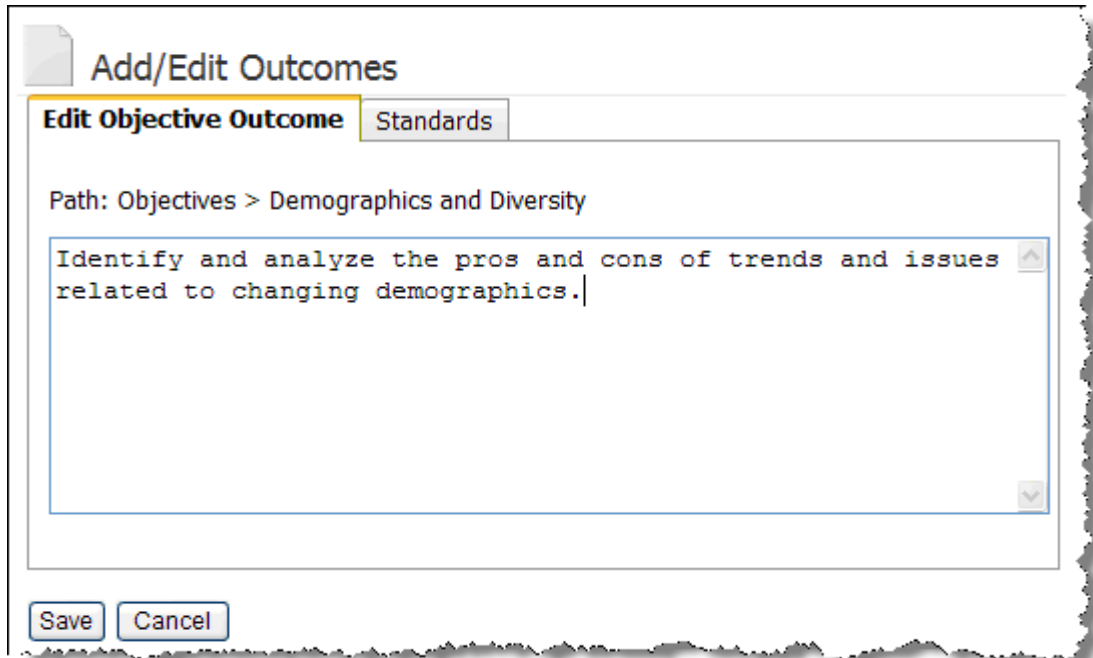 Add/Edit Outcomes
Edit Objective Outcome Standards
Path: Objectives > Demographics and Diversity
Identify and analyze the pros and cons of trends and issues
related to changing demographics.
Save Cancel